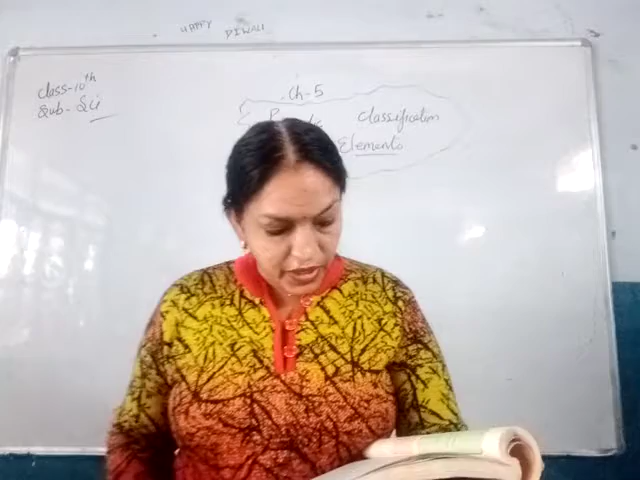 HAPPY DIWALI
Class-10th
Sub- Sci
Ch-5
Classification
Elements